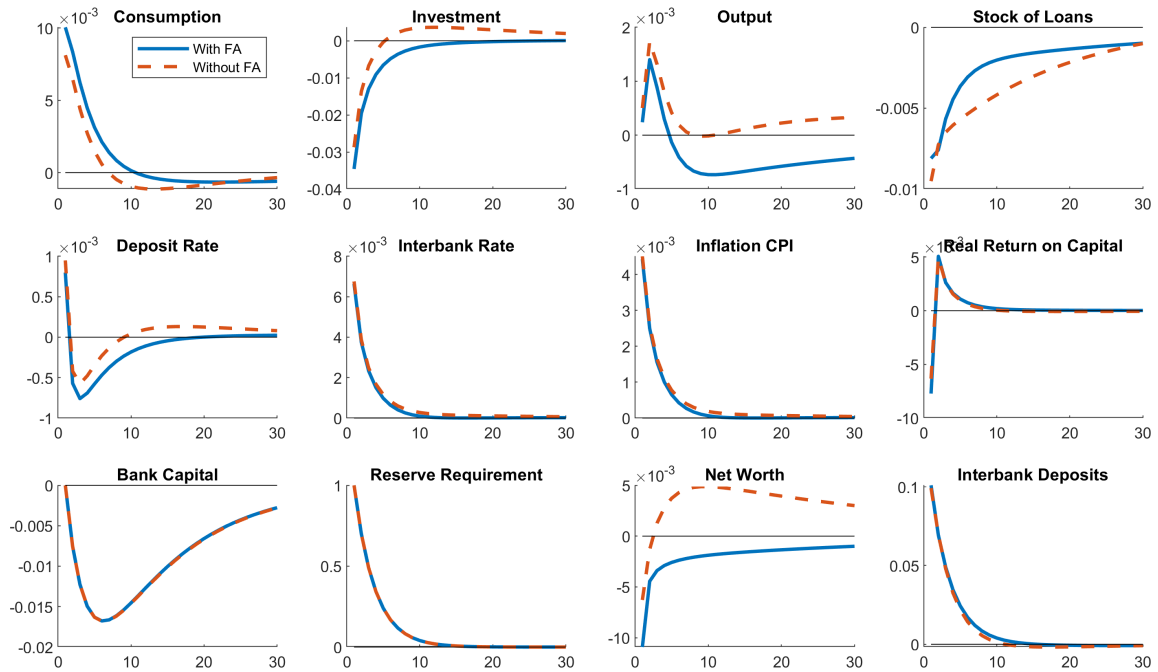 Consumption
×10⁻³
10
5
0
0 10 20 30
With FA
Without FA
Investment
0
-0.01
-0.02
-0.03
-0.04
0 10 20 30
Output
×10⁻³
2
1
0
-1
0 10 20 30
Stock of Loans
0
-0.005
-0.01
0 10 20 30
Deposit Rate
×10⁻³
1
0.5
0
-0.5
-1
0 10 20 30
Interbank Rate
×10⁻³
8
6
4
2
0
0 10 20 30
Inflation CPI
×10⁻³
4
3
2
1
0
0 10 20 30
Real Return on Capital
×10⁻³
5
0
-5
-10
0 10 20 30
Bank Capital
0
-0.005
-0.01
-0.015
-0.02
0 10 20 30
Reserve Requirement
1
0.5
0
0 10 20 30
Net Worth
×10⁻³
5
0
-5
-10
0 10 20 30
Interbank Deposits
0.1
0.05
0
0 10 20 30